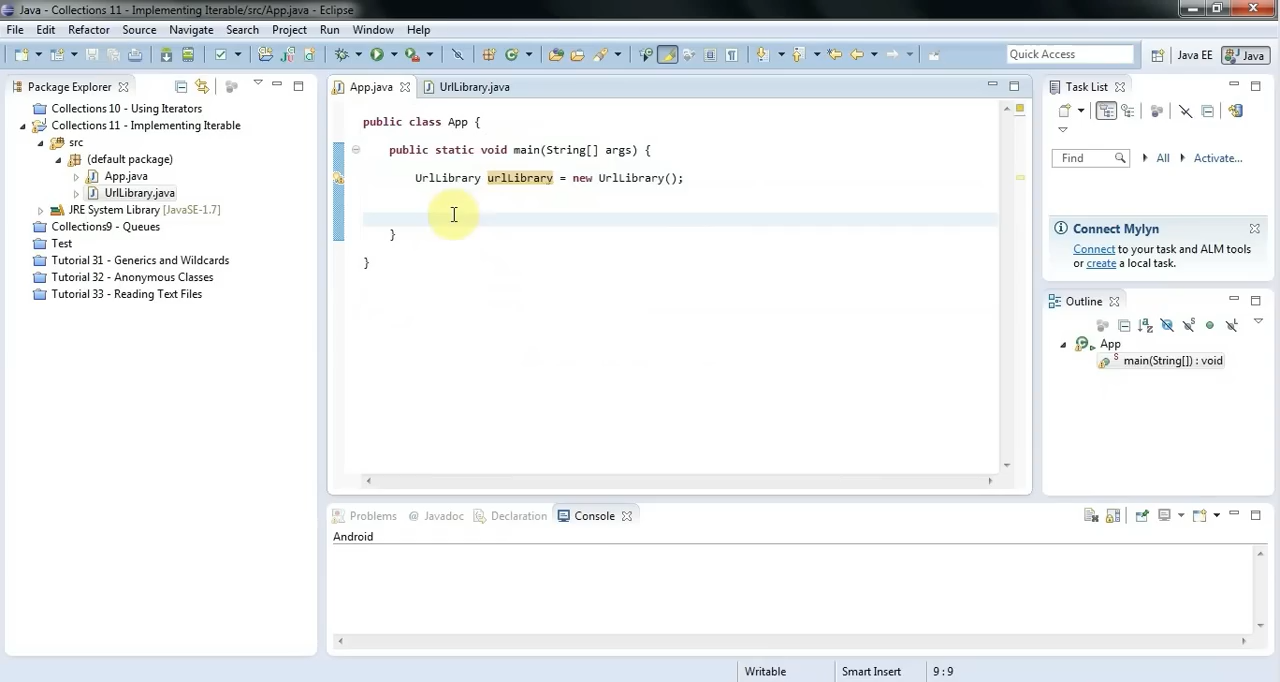 Java - Collections 11 - Implementing Iterable/src/App.java - Eclipse
File Edit Refactor Source Navigate Search Project Run Window Help
Quick Access Java EE Java
Package Explorer
Collections 10 - Using Iterators
Collections 11 - Implementing Iterable
src
(default package)
App.java
UrlLibrary.java
JRE System Library [JavaSE-1.7]
Collections9 - Queues
Test
Tutorial 31 - Generics and Wildcards
Tutorial 32 - Anonymous Classes
Tutorial 33 - Reading Text Files
App.java UrlLibrary.java
public class App {
public static void main(String[] args) {
UrlLibrary urlLibrary = new UrlLibrary();
}
}
Task List
Find All Activate...
Connect Mylyn
Connect to your task and ALM tools
or create a local task.
Outline
App
main(String[]) : void
Problems @ Javadoc Declaration Console
Android
Writable Smart Insert 9:9